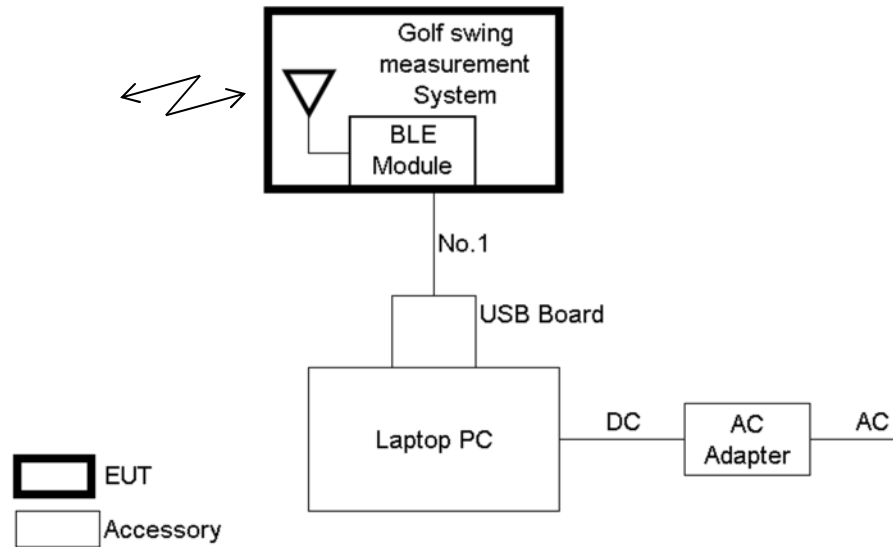 Golf swing
measurement
System
BLE
Module
No.1
USB Board
Laptop PC
DC
AC
Adapter
AC
EUT
Accessory